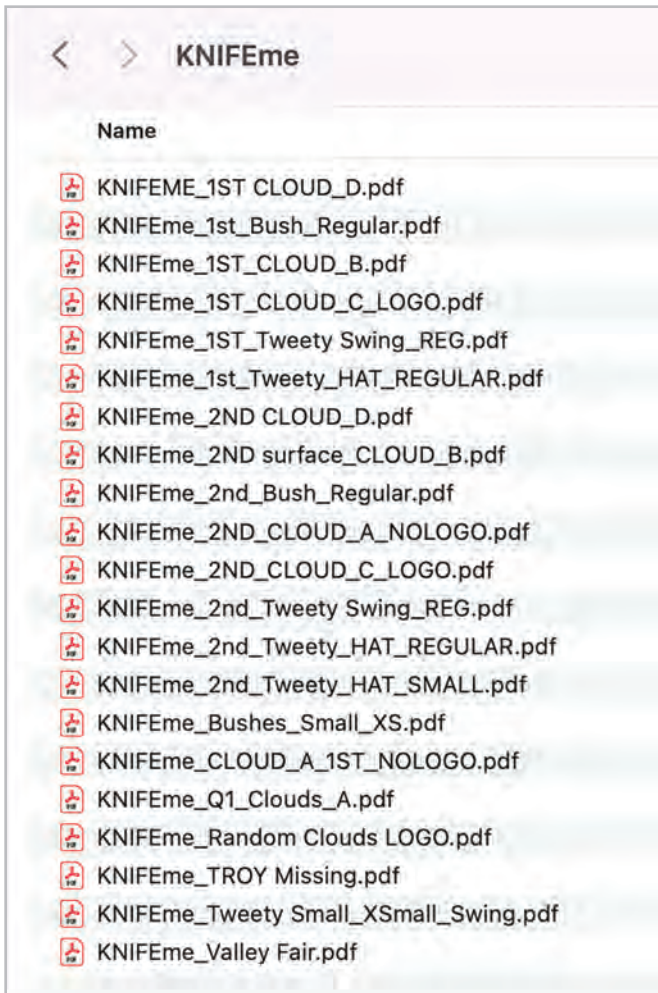 KNIFEme
Name
KNIFEME_1ST CLOUD_D.pdf
KNIFEme_1st_Bush_Regular.pdf
KNIFEme_1ST_CLOUD_B.pdf
KNIFEme_1ST_CLOUD_C_LOGO.pdf
KNIFEme_1ST_Tweety Swing_REG.pdf
KNIFEme_1st_Tweety_HAT_REGULAR.pdf
KNIFEme_2ND CLOUD_D.pdf
KNIFEme_2ND surface_CLOUD_B.pdf
KNIFEme_2nd_Bush_Regular.pdf
KNIFEme_2ND_CLOUD_A_NOLOGO.pdf
KNIFEme_2ND_CLOUD_C_LOGO.pdf
KNIFEme_2nd_Tweety Swing_REG.pdf
KNIFEme_2nd_Tweety_HAT_REGULAR.pdf
KNIFEme_2nd_Tweety_HAT_SMALL.pdf
KNIFEme_Bushes_Small_XS.pdf
KNIFEme_CLOUD_A_1ST_NOLOGO.pdf
KNIFEme_Q1_Clouds_A.pdf
KNIFEme_Random Clouds LOGO.pdf
KNIFEme_TROY Missing.pdf
KNIFEme_Tweety Small_XSmall_Swing.pdf
KNIFEme_Valley Fair.pdf